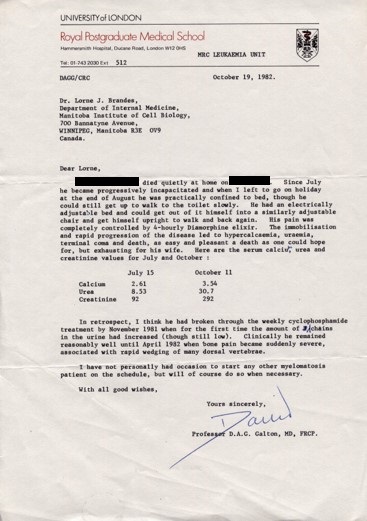 UNIVERSITY OF LONDON
Royal Postgraduate Medical School
Hammersmith Hospital, Ducane Road, London W12 0HS
MRC LEUKAEMIA UNIT
Tel: 01-743 2030 Ext 512
DAGG/CRC
October 19, 1982.
Dr. Lorne J. Brandes,
Department of Internal Medicine,
Manitoba Institute of Cell Biology,
700 Bannatyne Avenue,
WINNIPEG, Manitoba R3E 0V9
Canada.
Dear Lorne,
died quietly at home on . Since July
he became progressively incapacitated and when I left to go on holiday
at the end of August he was practically confined to bed, though he
could still get up to walk to the toilet slowly. He had an electrically
adjustable bed and could get out of it himself into a similarly adjustable
chair and get himself upright to walk and back again. His pain was
completely controlled by 4-hourly Diamorphine elixir. The immobilisation
and rapid progression of the disease led to hypercalcaemia, uraemia,
terminal coma and death, as easy and pleasant a death as one could hope
for, but exhausting for his wife. Here are the serum calcium, urea and
creatinine values for July and October :
July 15 October 11
Calcium 2.61 3.54
Urea 8.53 30.7
Creatinine 92 292
In retrospect, I think he had broken through the weekly cyclophosphamide
treatment by November 1981 when for the first time the amount of chains
in the urine had increased (though still low). Clinically he remained
reasonably well until April 1982 when bone pain became suddenly severe,
associated with rapid wedging of many dorsal vertebrae.
I have not personally had occasion to start any other myelomatosis
patient on the schedule, but will of course do so when necessary.
With all good wishes,
Yours sincerely,
David
Professor D.A.G. Galton, MD, FRCP.